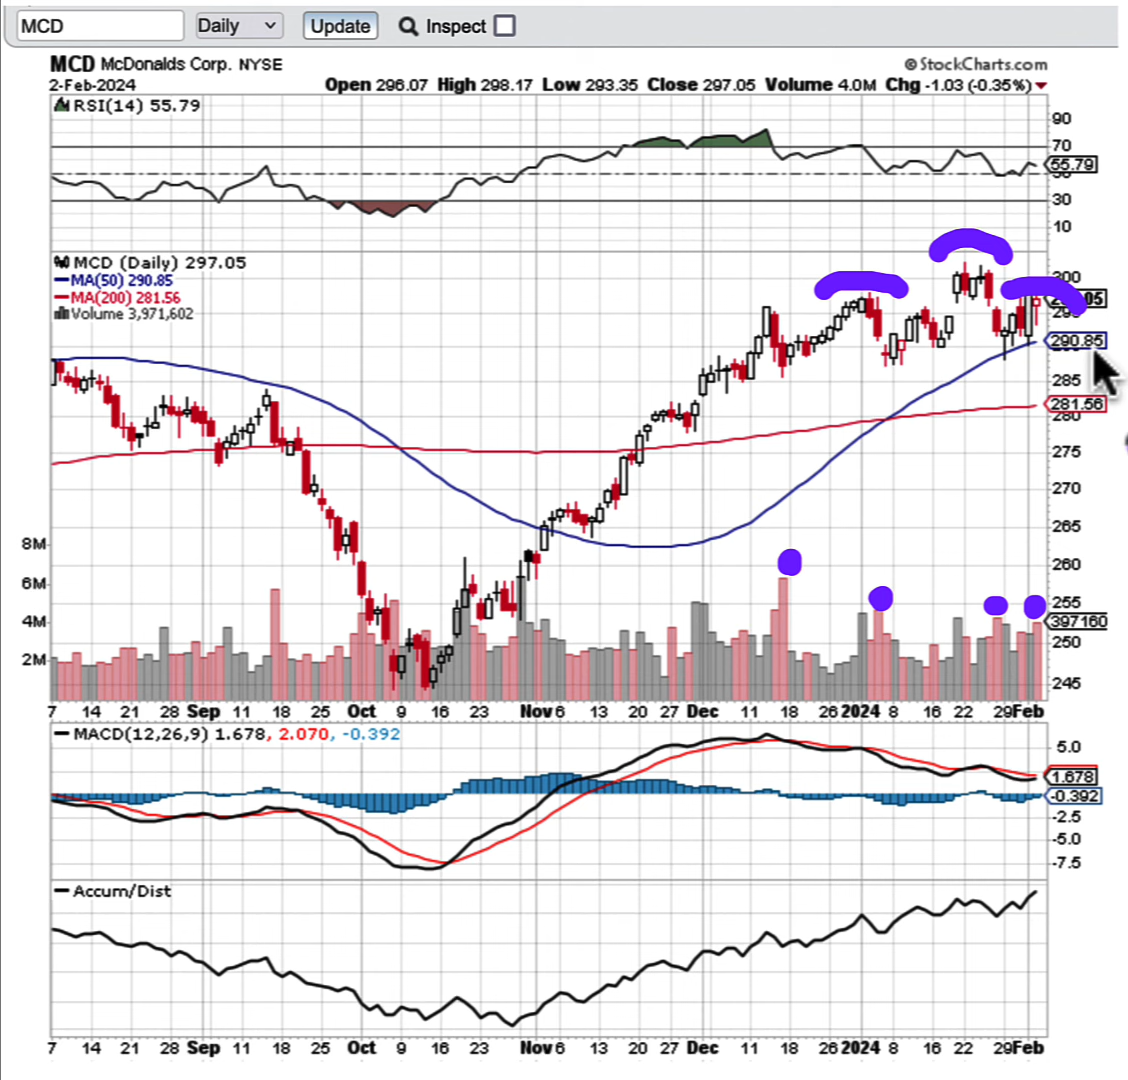 MCD Daily Update Inspect
MCD McDonalds Corp. NYSE ©StockCharts.com
2-Feb-2024 Open 296.07 High 298.17 Low 293.35 Close 297.05 Volume 4.0M Chg -1.03 (-0.35%)
RSI(14) 55.79
90
70
55.79
30
10
MCD (Daily) 297.05
MA(50) 290.85
MA(200) 281.56
Volume 3,971,602
290.85
285
281.56
280
275
270
265
8M
260
6M
255
4M
397160
250
2M
245
7 14 21 28 Sep 11 18 25 Oct 9 16 23 Nov 6 13 20 27 Dec 11 18 26 2024 8 16 22 29 Feb
MACD(12,26,9) 1.678, 2.070, -0.392
5.0
1.678
-0.392
-2.5
-5.0
-7.5
Accum/Dist
7 14 21 28 Sep 11 18 25 Oct 9 16 23 Nov 6 13 20 27 Dec 11 18 26 2024 8 16 22 29 Feb